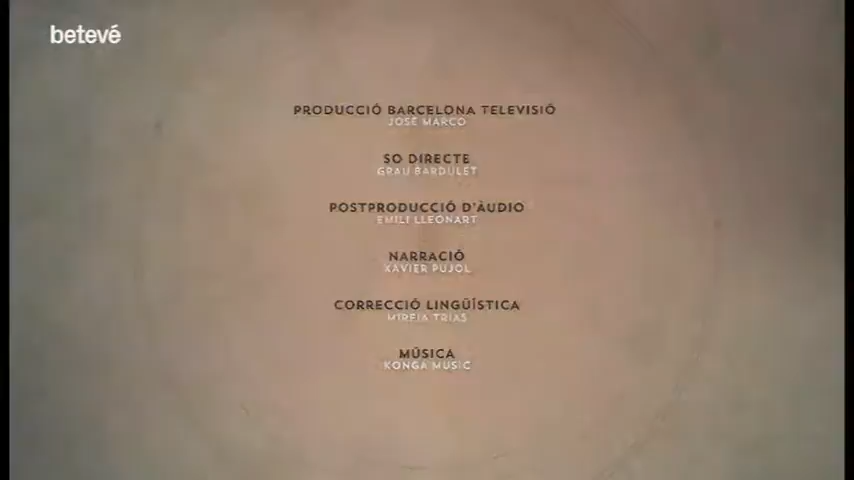 betevé
PRODUCCIÓ BARCELONA TELEVISIÓ
JOSE MARCO
SO DIRECTE
GRAU BARDULET
POSTPRODUCCIÓ D'ÀUDIO
EMILI LLEONART
NARRACIÓ
XAVIER PUJOL
CORRECCIÓ LINGÜÍSTICA
MIREIA TRIAS
MÚSICA
KONGA MUSIC